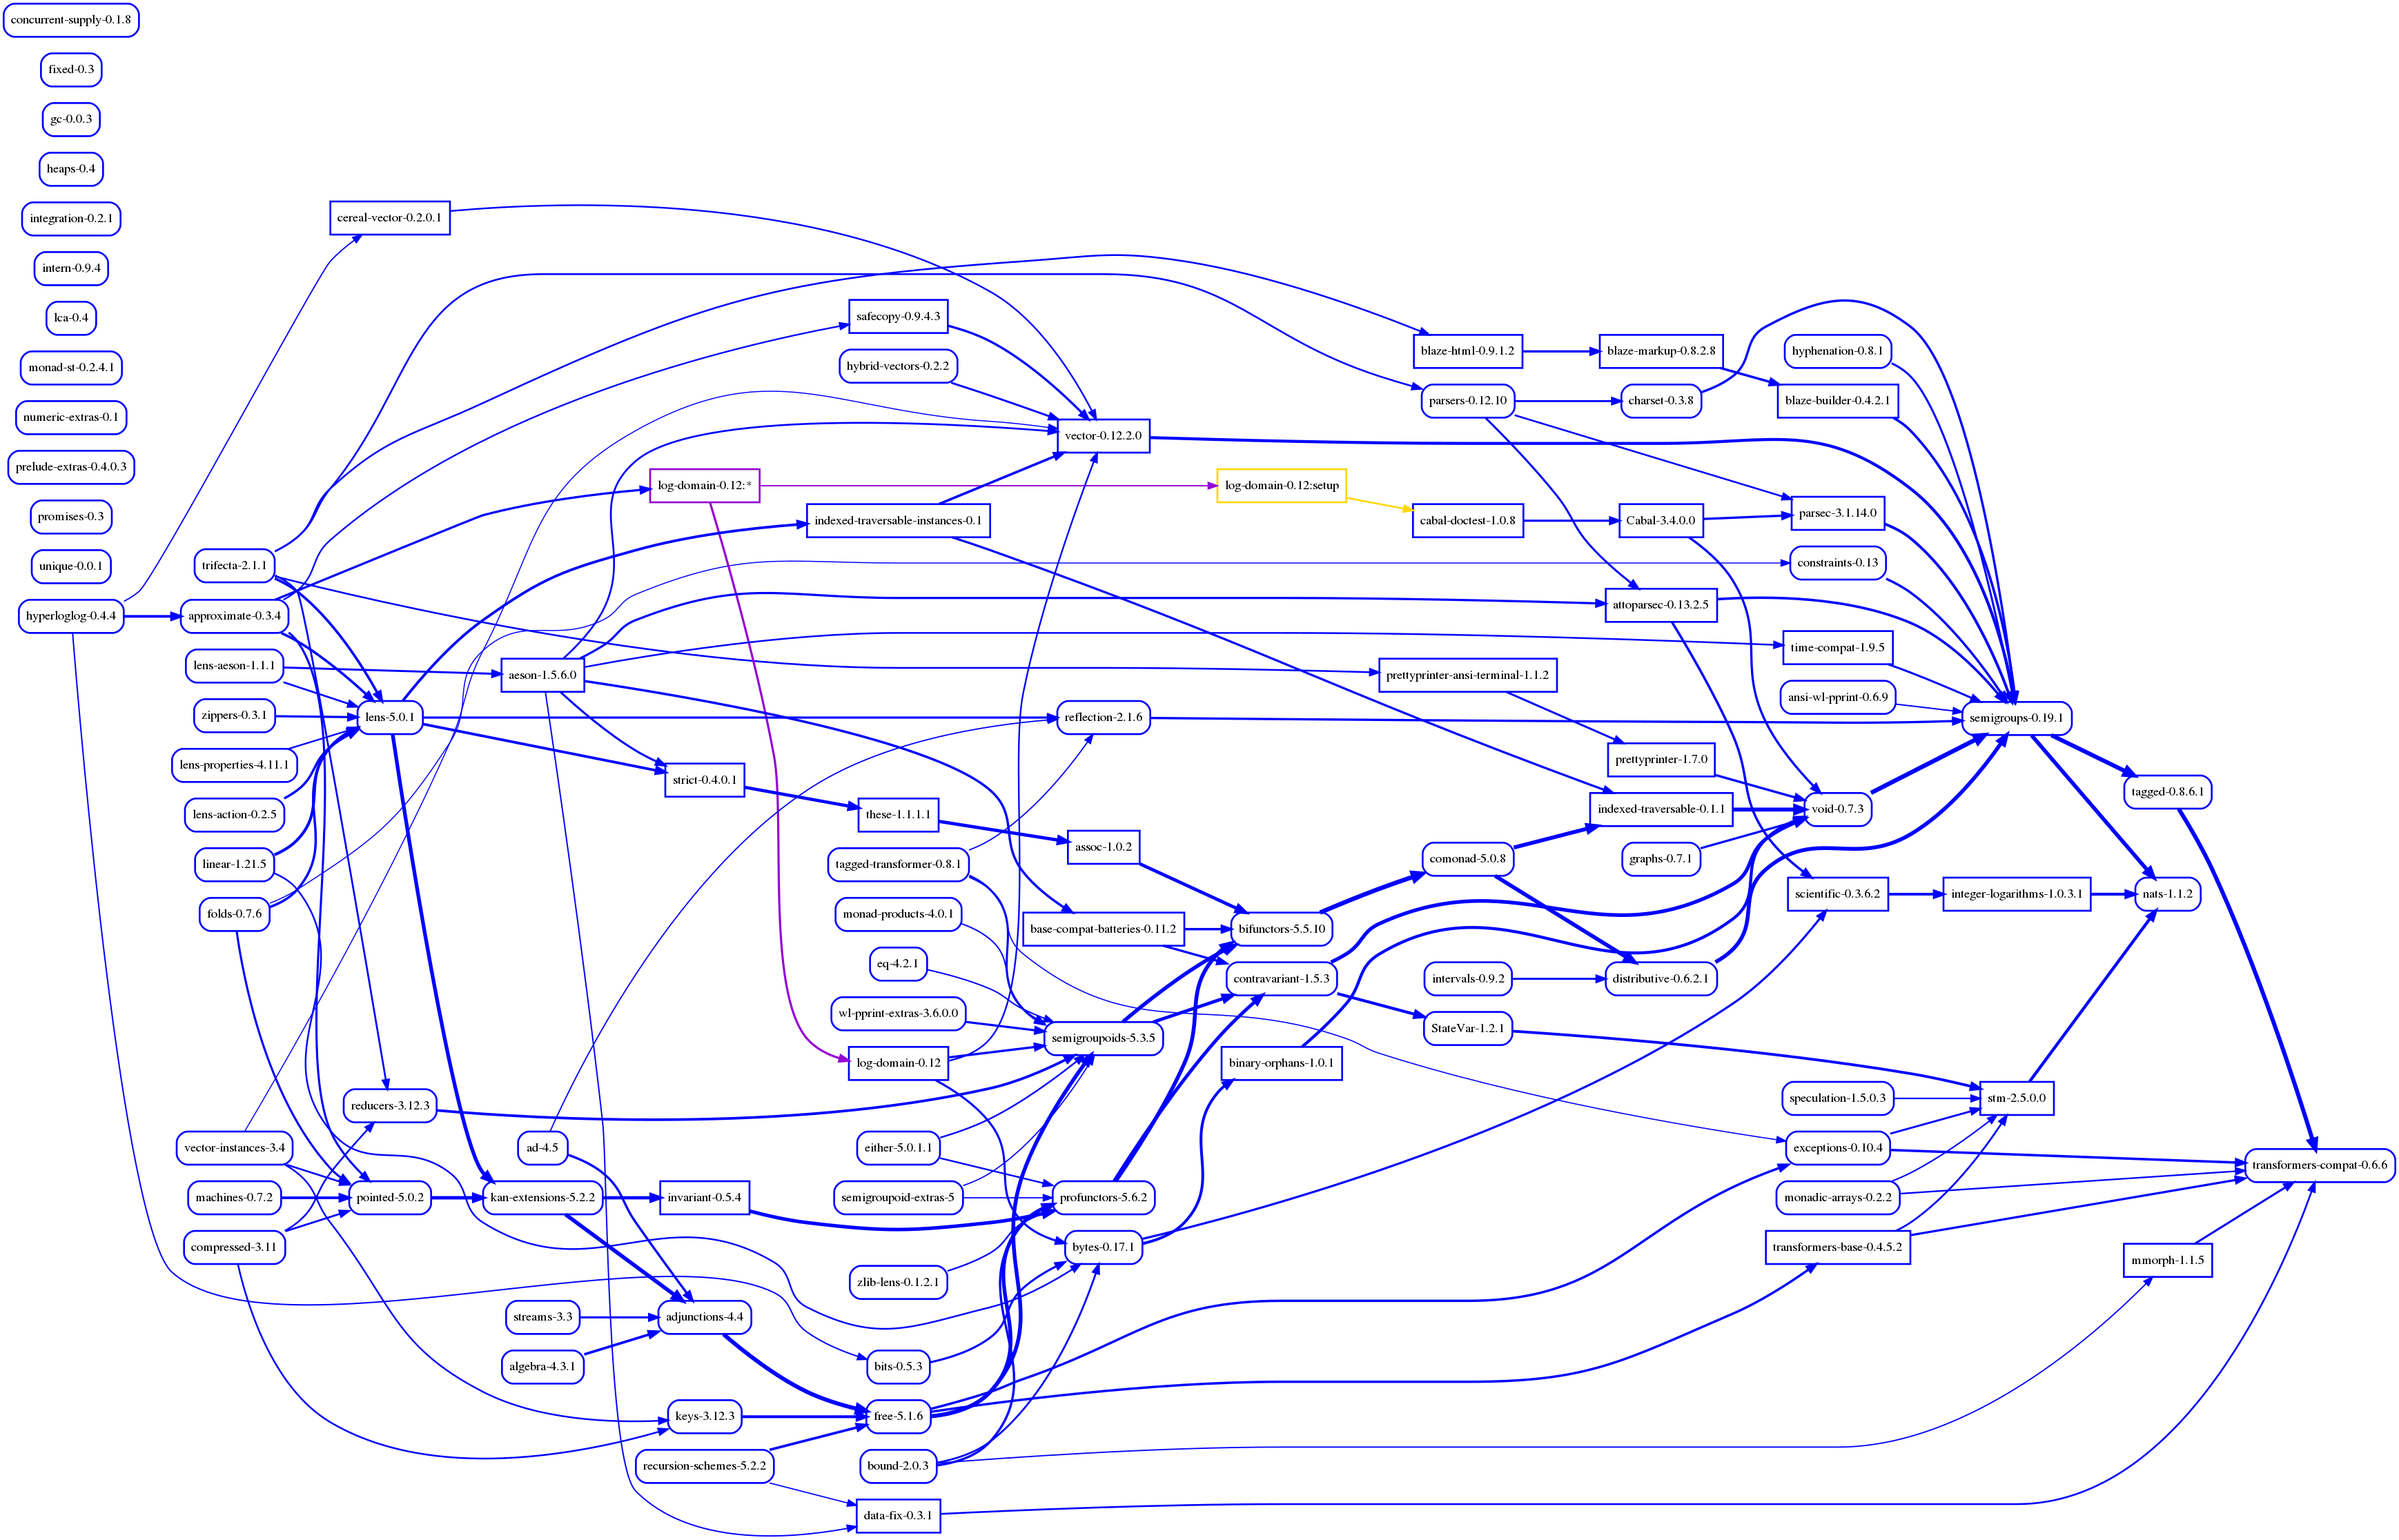 concurrent-supply-0.1.8
fixed-0.3
gc-0.0.3
heaps-0.4
integration-0.2.1
intern-0.9.4
lca-0.4
monad-st-0.2.4.1
numeric-extras-0.1
prelude-extras-0.4.0.3
promises-0.3
unique-0.0.1
hyperloglog-0.4.4
trifecta-2.1.1
approximate-0.3.4
lens-aeson-1.1.1
zippers-0.3.1
lens-properties-4.11.1
lens-action-0.2.5
linear-1.21.5
folds-0.7.6
vector-instances-3.4
machines-0.7.2
compressed-3.11
cereal-vector-0.2.0.1
lens-5.0.1
reducers-3.12.3
pointed-5.0.2
aeson-1.5.6.0
ad-4.5
kan-extensions-5.2.2
streams-3.3
algebra-4.3.1
log-domain-0.12:*
strict-0.4.0.1
invariant-0.5.4
adjunctions-4.4
keys-3.12.3
recursion-schemes-5.2.2
safecopy-0.9.4.3
hybrid-vectors-0.2.2
indexed-traversable-instances-0.1
these-1.1.1.1
tagged-transformer-0.8.1
monad-products-4.0.1
eq-4.2.1
wl-pprint-extras-3.6.0.0
log-domain-0.12
either-5.0.1.1
semigroupoid-extras-5
zlib-lens-0.1.2.1
bits-0.5.3
free-5.1.6
bound-2.0.3
data-fix-0.3.1
vector-0.12.2.0
reflection-2.1.6
assoc-1.0.2
base-compat-batteries-0.11.2
semigroupoids-5.3.5
profunctors-5.6.2
bytes-0.17.1
log-domain-0.12:setup
bifunctors-5.5.10
contravariant-1.5.3
binary-orphans-1.0.1
blaze-html-0.9.1.2
parsers-0.12.10
cabal-doctest-1.0.8
prettyprinter-ansi-terminal-1.1.2
comonad-5.0.8
intervals-0.9.2
StateVar-1.2.1
blaze-markup-0.8.2.8
charset-0.3.8
Cabal-3.4.0.0
attoparsec-0.13.2.5
prettyprinter-1.7.0
indexed-traversable-0.1.1
graphs-0.7.1
distributive-0.6.2.1
hyphenation-0.8.1
blaze-builder-0.4.2.1
parsec-3.1.14.0
constraints-0.13
time-compat-1.9.5
ansi-wl-pprint-0.6.9
void-0.7.3
scientific-0.3.6.2
speculation-1.5.0.3
exceptions-0.10.4
monadic-arrays-0.2.2
transformers-base-0.4.5.2
semigroups-0.19.1
integer-logarithms-1.0.3.1
stm-2.5.0.0
tagged-0.8.6.1
nats-1.1.2
mmorph-1.1.5
transformers-compat-0.6.6